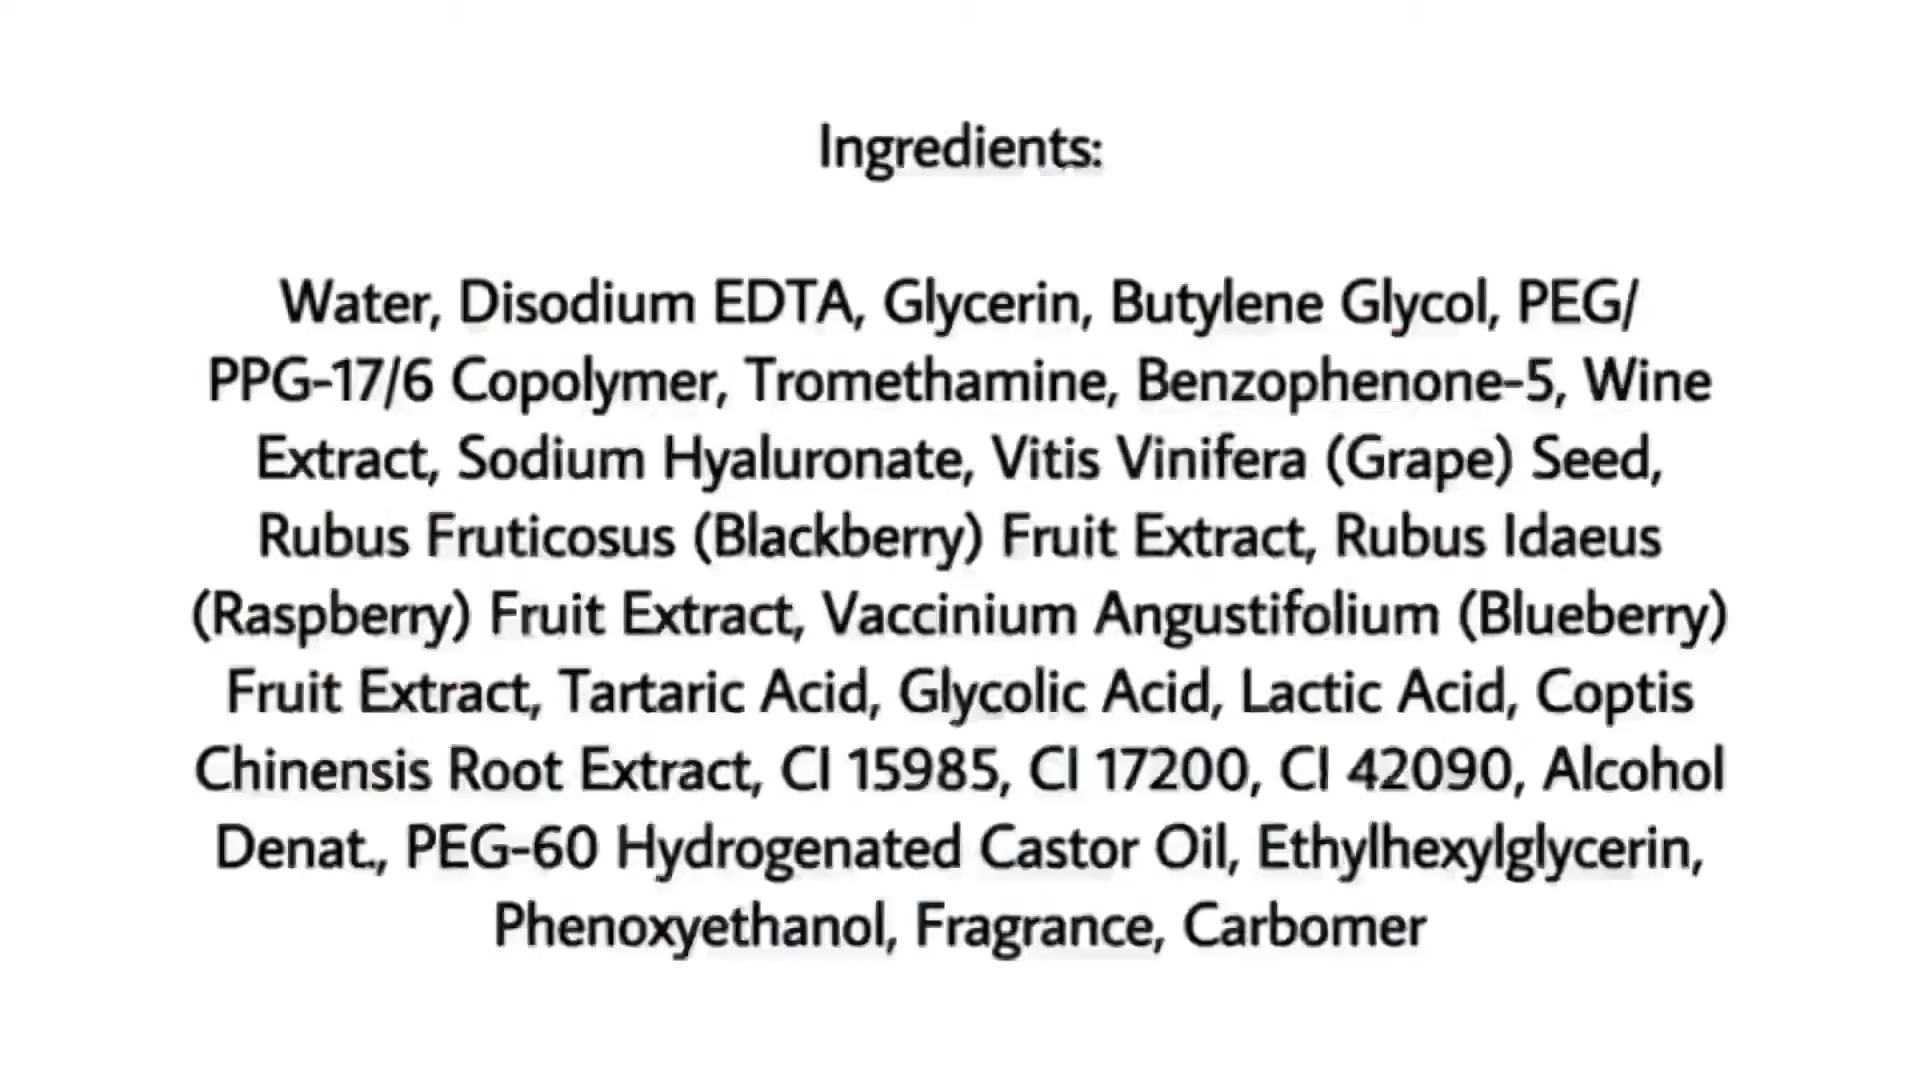 Ingredients:
Water, Disodium EDTA, Glycerin, Butylene Glycol, PEG/
PPG-17/6 Copolymer, Tromethamine, Benzophenone-5, Wine
Extract, Sodium Hyaluronate, Vitis Vinifera (Grape) Seed,
Rubus Fruticosus (Blackberry) Fruit Extract, Rubus Idaeus
(Raspberry) Fruit Extract, Vaccinium Angustifolium (Blueberry)
Fruit Extract, Tartaric Acid, Glycolic Acid, Lactic Acid, Coptis
Chinensis Root Extract, CI 15985, CI 17200, CI 42090, Alcohol
Denat., PEG-60 Hydrogenated Castor Oil, Ethylhexylglycerin,
Phenoxyethanol, Fragrance, Carbomer